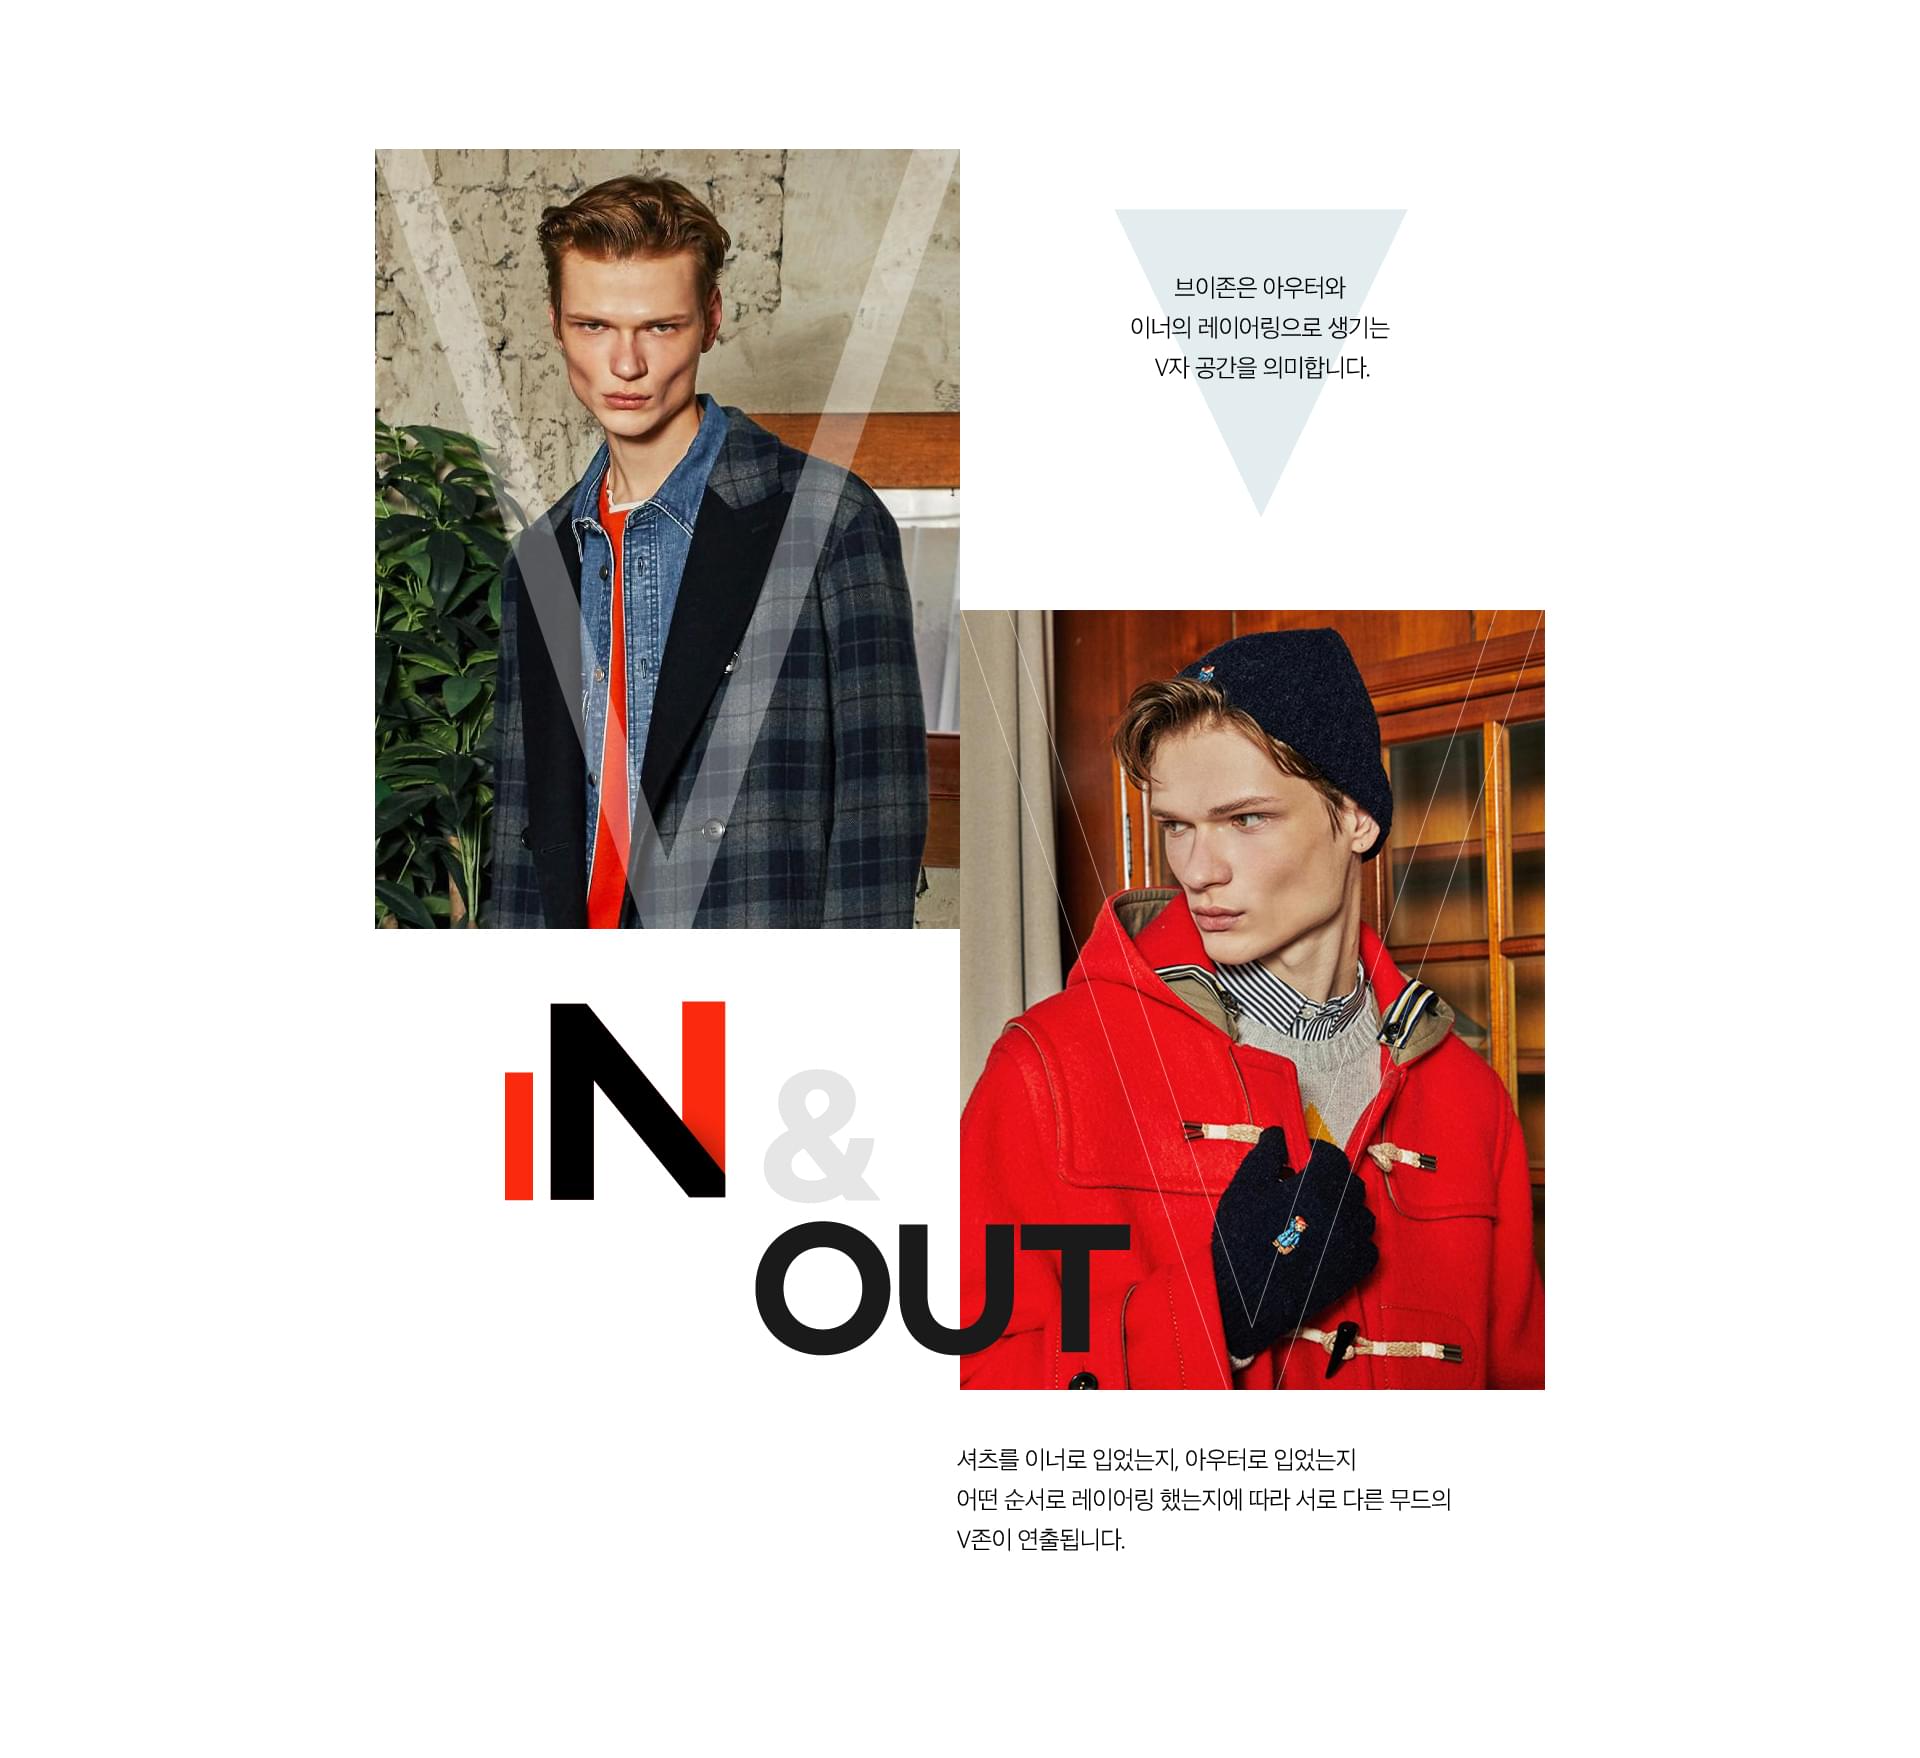 브이존은 아우터와
이너의 레이어링으로 생기는
V자 공간을 의미합니다.
iN &
OUT
셔츠를 이너로 입었는지, 아우터로 입었는지
어떤 순서로 레이어링 했는지에 따라 서로 다른 무드의
V존이 연출됩니다.